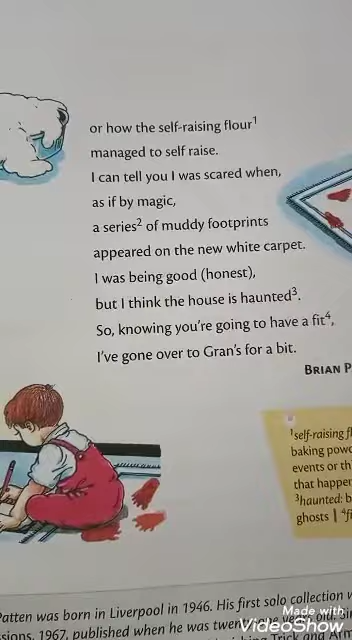 or how the self-raising flour¹
managed to self raise.
I can tell you I was scared when,
as if by magic,
a series² of muddy footprints
appeared on the new white carpet.
I was being good (honest),
but I think the house is haunted³.
So, knowing you're going to have a fit⁴,
I've gone over to Gran's for a bit.
BRIAN P
¹self-raising fl
baking powd
events or th
that happen
³haunted: b
ghosts | ⁴fi
Patten was born in Liverpool in 1946. His first solo collection
1967, published when he was
Made with
VideoShow